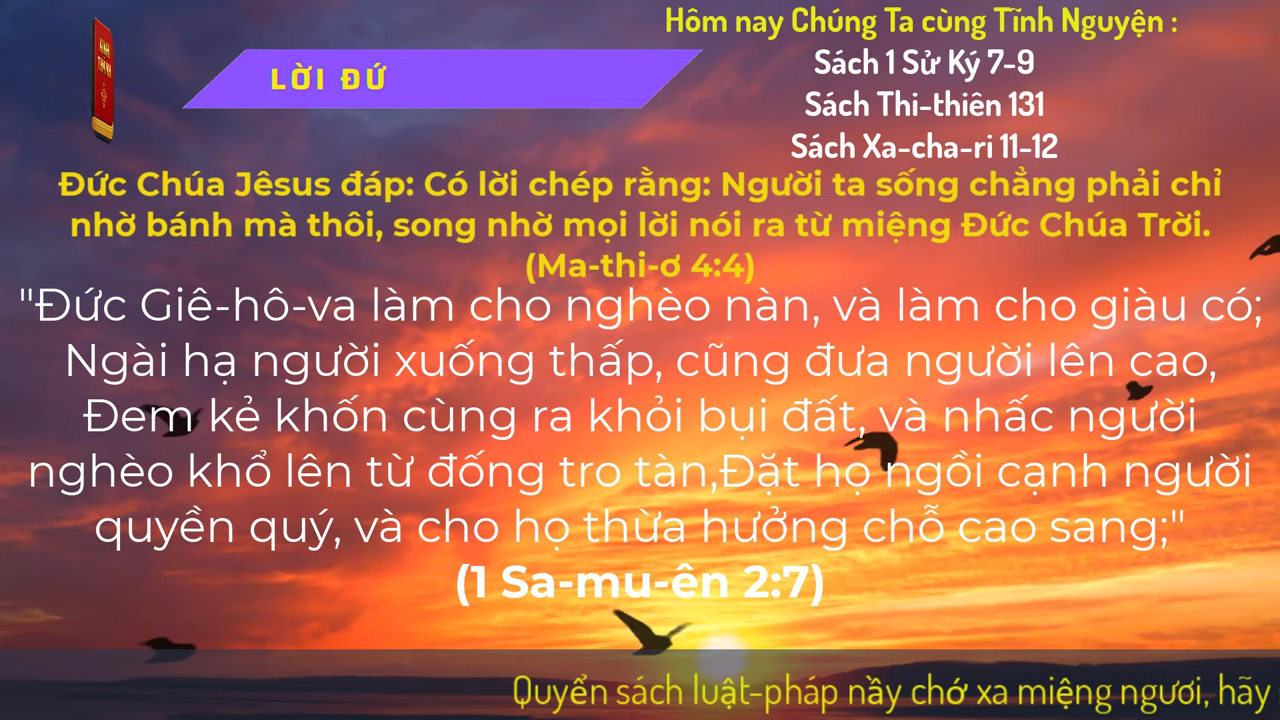 KINH
THÁNH
LỜI ĐỨ
Hôm nay Chúng Ta cùng Tĩnh Nguyện :
Sách 1 Sử Ký 7-9
Sách Thi-thiên 131
Sách Xa-cha-ri 11-12
Đức Chúa Jêsus đáp: Có lời chép rằng: Người ta sống chẳng phải chỉ
nhờ bánh mà thôi, song nhờ mọi lời nói ra từ miệng Đức Chúa Trời.
(Ma-thi-ơ 4:4)
"Đức Giê-hô-va làm cho nghèo nàn, và làm cho giàu có;
Ngài hạ người xuống thấp, cũng đưa người lên cao,
Đem kẻ khốn cùng ra khỏi bụi đất, và nhấc người
nghèo khổ lên từ đống tro tàn,Đặt họ ngồi cạnh người
quyền quý, và cho họ thừa hưởng chỗ cao sang;"
(1 Sa-mu-ên 2:7)
Quyển sách luật-pháp nầy chớ xa miệng ngươi, hãy